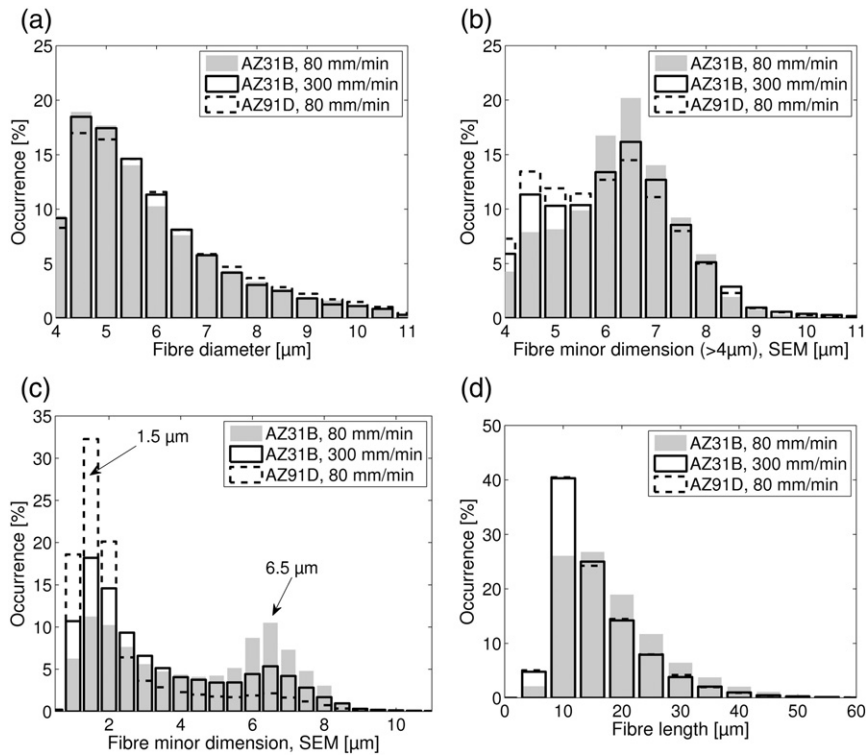 (a)
25
20
15
10
5
0
Occurrence [%]
AZ31B, 80 mm/min
AZ31B, 300 mm/min
AZ91D, 80 mm/min
4 5 6 7 8 9 10 11
Fibre diameter [μm]
(b)
25
20
15
10
5
0
Occurrence [%]
AZ31B, 80 mm/min
AZ31B, 300 mm/min
AZ91D, 80 mm/min
4 5 6 7 8 9 10 11
Fibre minor dimension (>4μm), SEM [μm]
(c)
35
30
25
20
15
10
5
0
Occurrence [%]
AZ31B, 80 mm/min
AZ31B, 300 mm/min
AZ91D, 80 mm/min
1.5 μm
6.5 μm
2 4 6 8 10
Fibre minor dimension, SEM [μm]
(d)
50
40
30
20
10
0
Occurrence [%]
AZ31B, 80 mm/min
AZ31B, 300 mm/min
AZ91D, 80 mm/min
0 10 20 30 40 50 60
Fibre length [μm]